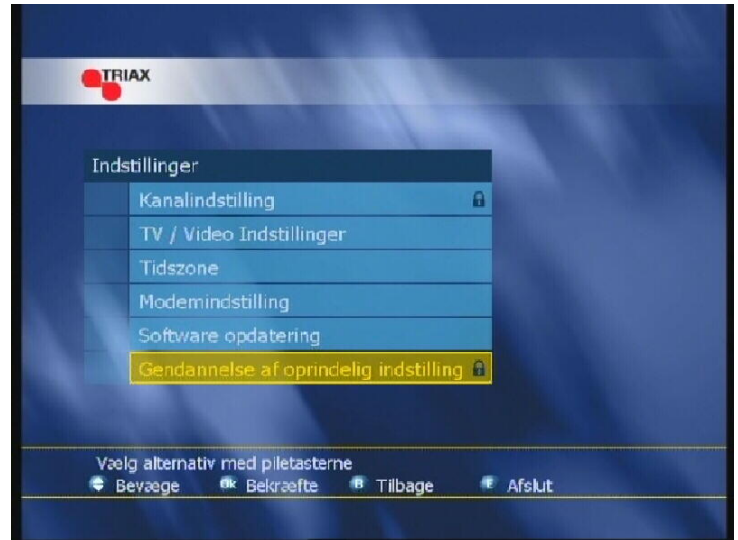 TRIAX
Indstillinger
Kanalindstilling
TV / Video Indstillinger
Tidszone
Modemindstilling
Software opdatering
Gendannelse af oprindelig indstilling
Vælg alternativ med piletasterne
Bevæge Ok Bekræfte B Tilbage E Afslut